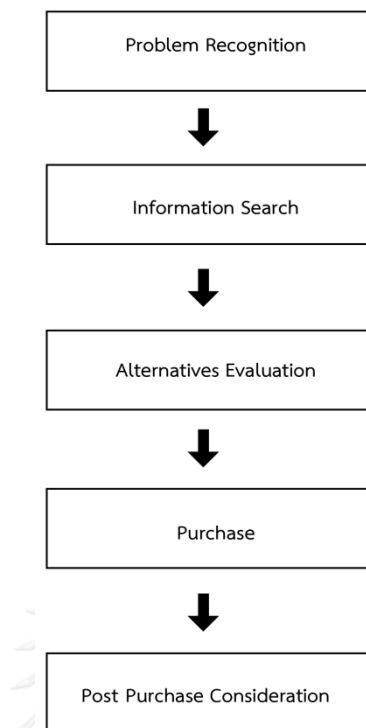 Problem Recognition
Information Search
Alternatives Evaluation
Purchase
Post Purchase Consideration